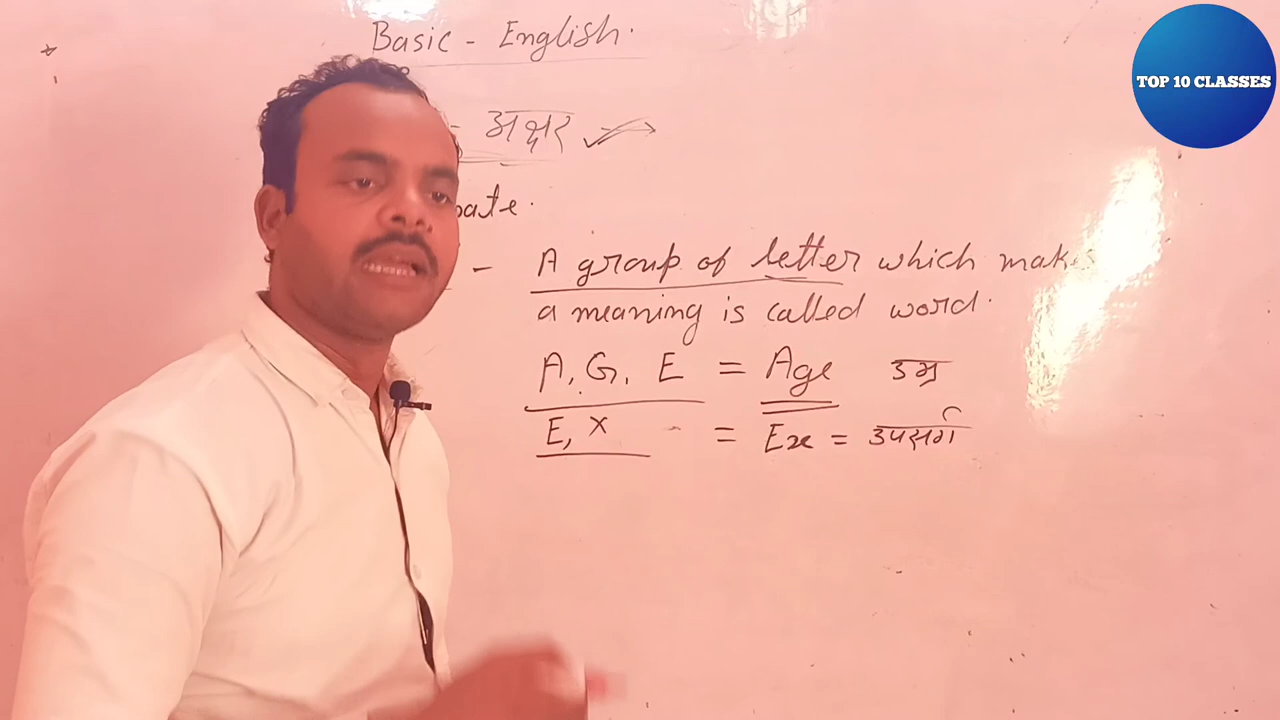 Basic - English.
TOP 10 CLASSES
- अक्षर
- A group of letter which makes
a meaning is called word.
A, G, E = Age उम्र
E, X = Ex = उपसर्ग